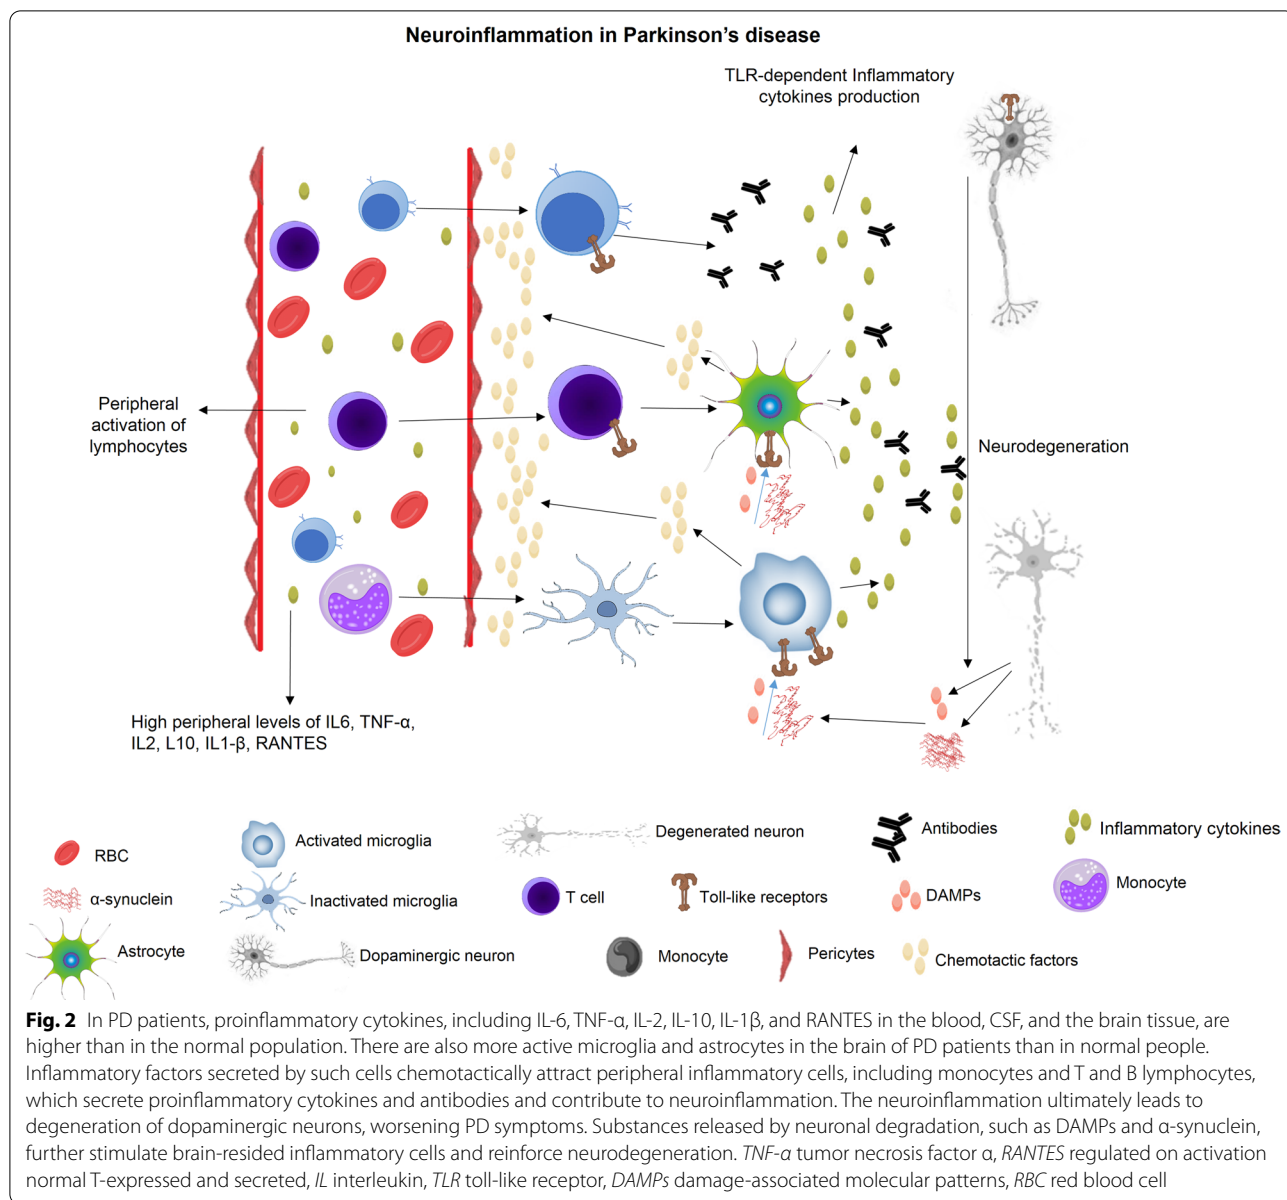 Neuroinflammation in Parkinson's disease
TLR-dependent Inflammatory
cytokines production
Peripheral
activation of
lymphocytes
Neurodegeneration
High peripheral levels of IL6, TNF-α,
IL2, L10, IL1-β, RANTES
RBC
Activated microglia
Degenerated neuron
Antibodies
Inflammatory cytokines
α-synuclein
Inactivated microglia
T cell
Toll-like receptors
DAMPs
Monocyte
Astrocyte
Dopaminergic neuron
Monocyte
Pericytes
Chemotactic factors
Fig. 2 In PD patients, proinflammatory cytokines, including IL-6, TNF-α, IL-2, IL-10, IL-1β, and RANTES in the blood, CSF, and the brain tissue, are
higher than in the normal population. There are also more active microglia and astrocytes in the brain of PD patients than in normal people.
Inflammatory factors secreted by such cells chemotactically attract peripheral inflammatory cells, including monocytes and T and B lymphocytes,
which secrete proinflammatory cytokines and antibodies and contribute to neuroinflammation. The neuroinflammation ultimately leads to
degeneration of dopaminergic neurons, worsening PD symptoms. Substances released by neuronal degradation, such as DAMPs and α-synuclein,
further stimulate brain-resided inflammatory cells and reinforce neurodegeneration. TNF-α tumor necrosis factor α, RANTES regulated on activation
normal T-expressed and secreted, IL interleukin, TLR toll-like receptor, DAMPs damage-associated molecular patterns, RBC red blood cell